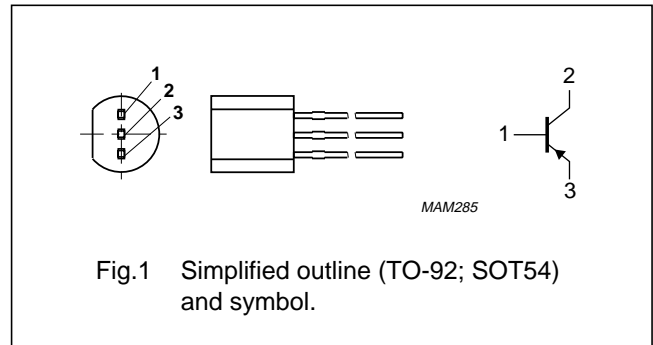 1
2
3
2
1
3
MAM285
Fig.1 Simplified outline (TO-92; SOT54)
and symbol.